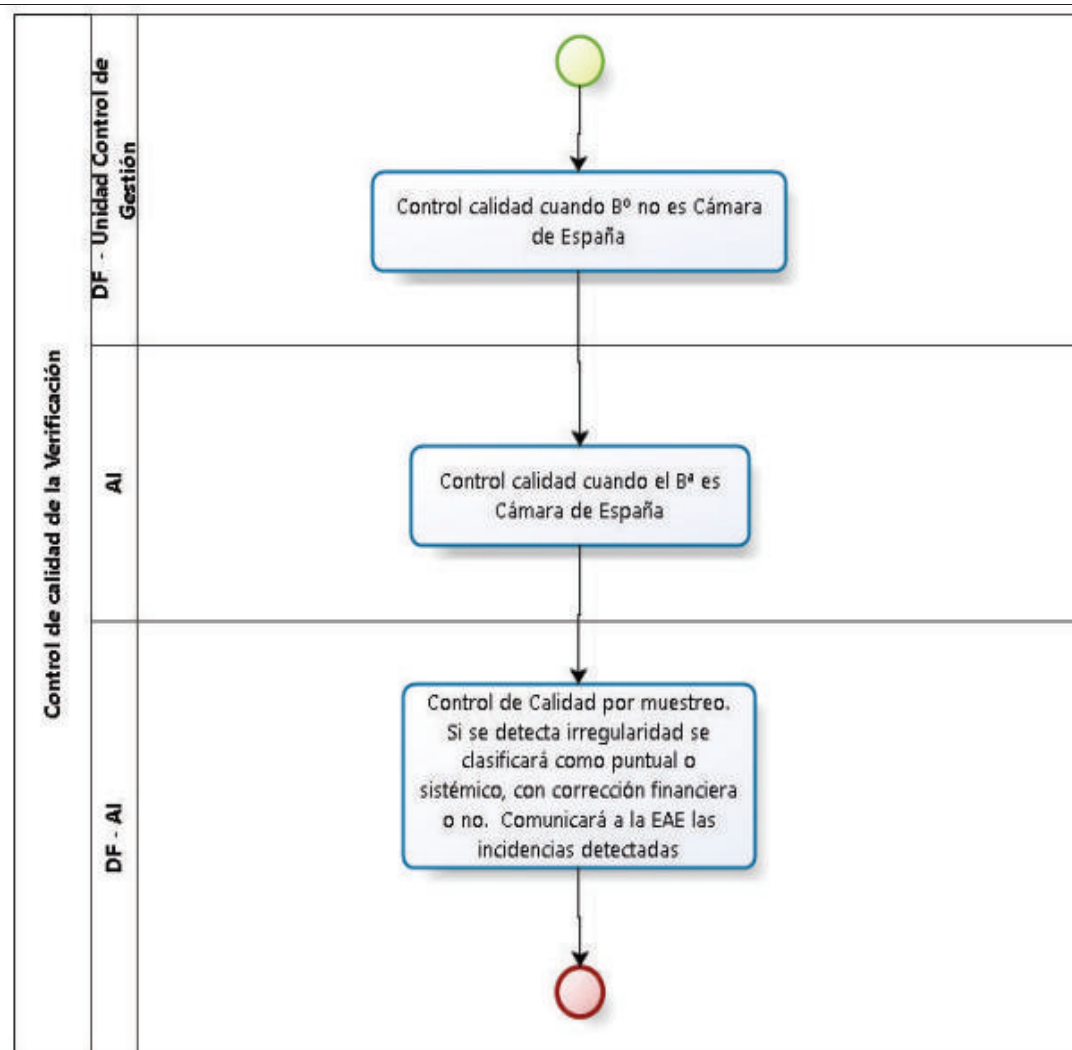 Control de calidad de la Verificación
DF - Unidad Control de
Gestión
Control calidad cuando Bº no es Cámara
de España
AI
Control calidad cuando el Bª es
Cámara de España
DF - AI
Control de Calidad por muestreo.
Si se detecta irregularidad se
clasificará como puntual o
sistémico, con corrección financiera
o no. Comunicará a la EAE las
incidencias detectadas